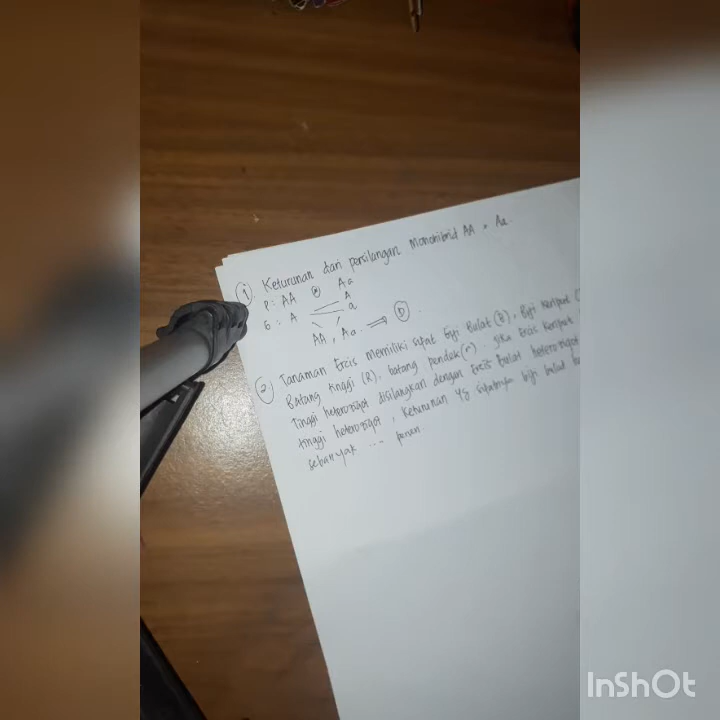 1. Keturunan dari persilangan Monohibrid AA × Aa
P : AA ⊗ Aa
G : A A
a
AA , Aa ⇒ D
2. Tanaman Ercis memiliki sifat biji Bulat (B), Biji keriput
Batang tinggi (R), batang pendek (r). Jika Ercis keriput
tinggi heterozigot disilangkan dengan Ercis Bulat heterozigot
tinggi heterozigot, keturunan yg sifatnya biji bulat
sebanyak ... persen.
InShOt